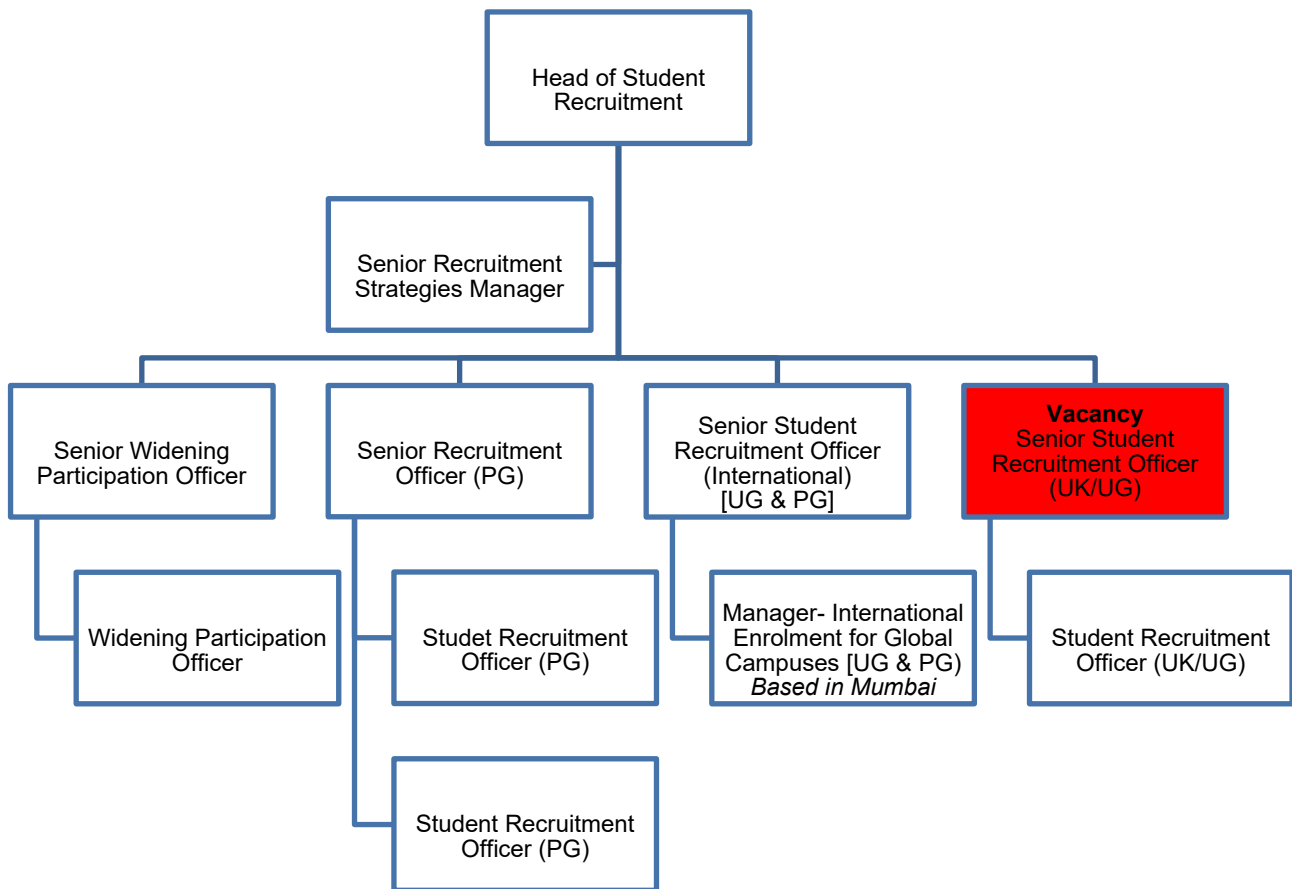 Head of Student
Recruitment
Senior Recruitment
Strategies Manager
Senior Widening
Participation Officer
Senior Recruitment
Officer (PG)
Senior Student
Recruitment Officer
(International)
[UG & PG]
Vacancy
Senior Student
Recruitment Officer
(UK/UG)
Widening Participation
Officer
Studet Recruitment
Officer (PG)
Manager- International
Enrolment for Global
Campuses [UG & PG)
Based in Mumbai
Student Recruitment
Officer (UK/UG)
Student Recruitment
Officer (PG)